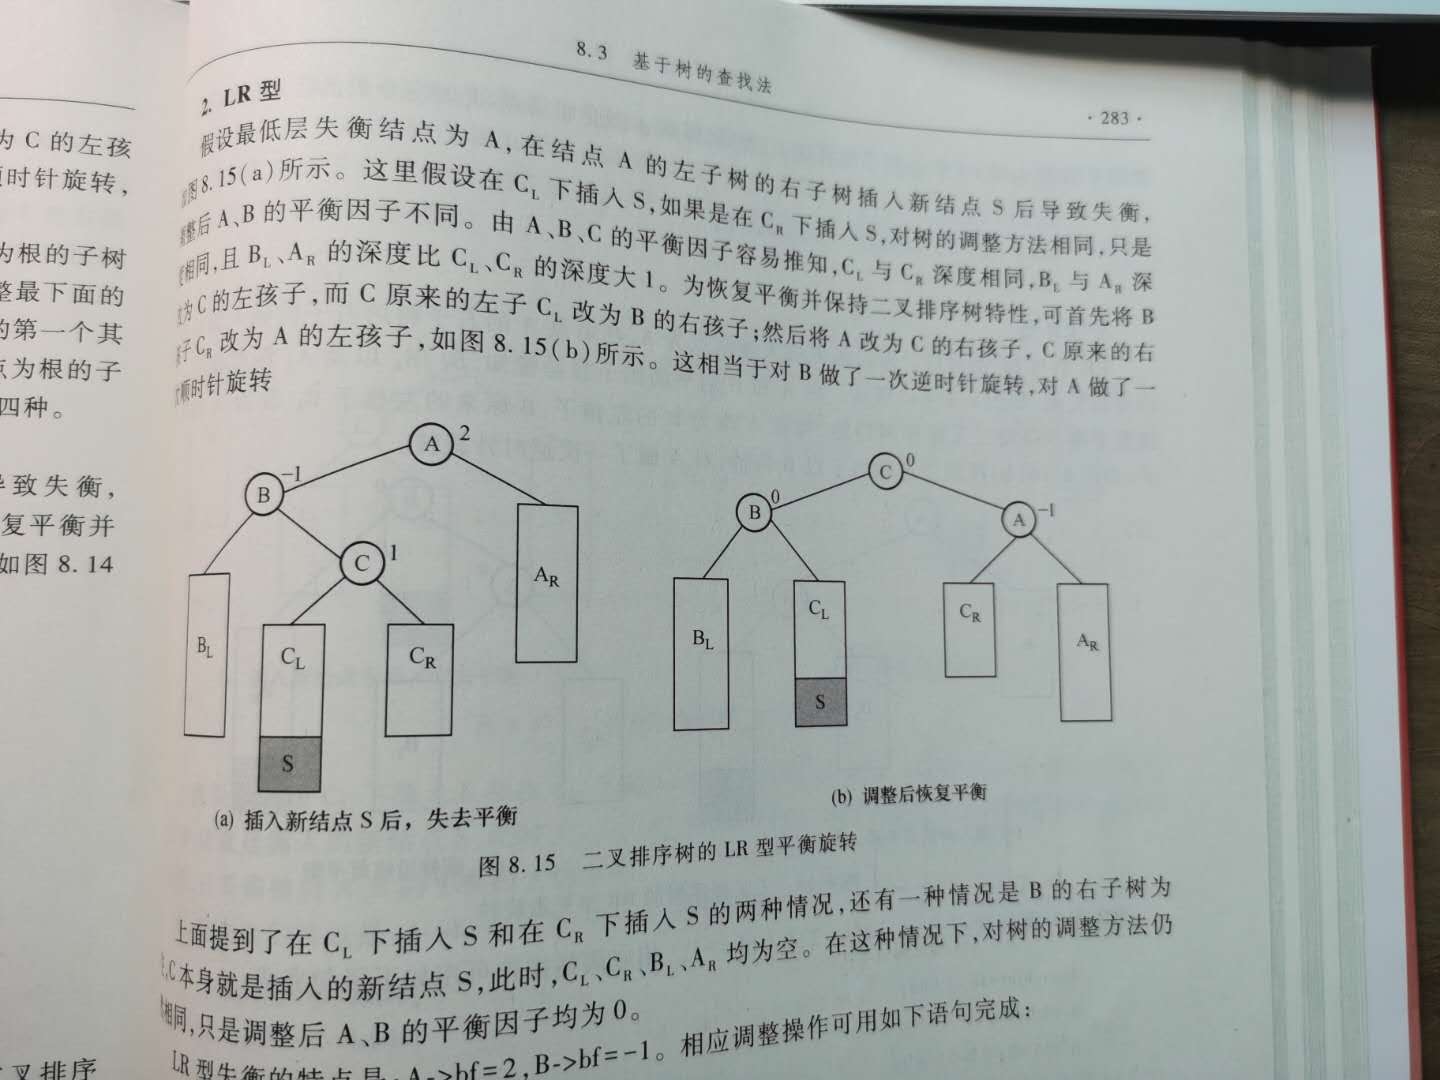 为 C 的左孩
时针旋转,
为根的子树
整最下面的
的第一个其
点为根的子
四种。
导致失衡,
复平衡并
如图 8.14
叉排序
8.3 基于树的查找法
·283·
2. LR 型
假设最低层失衡结点为 A,在结点 A 的左子树的右子树插入新结点 S 后导致失衡,
如图8.15(a)所示。这里假设在 C_L 下插入 S,如果是在 C_R 下插入 S,对树的调整方法相同,只是
调整后 A、B 的平衡因子不同。由 A、B、C 的平衡因子容易推知,C_L 与 C_R 深度相同,B_L 与 A_R 深
度相同,且 B_L、A_R 的深度比 C_L、C_R 的深度大 1。为恢复平衡并保持二叉排序树特性,可首先将 B
改为 C 的左孩子,而 C 原来的左子 C_L 改为 B 的右孩子;然后将 A 改为 C 的右孩子, C 原来的右
子 C_R 改为 A 的左孩子,如图 8.15(b)所示。这相当于对 B 做了一次逆时针旋转,对 A 做了一
顺时针旋转
A 2
B -1
C 1
A_R
B_L
C_L
C_R
S
(a) 插入新结点 S 后，失去平衡
C 0
B 0
A -1
B_L
C_L
C_R
A_R
S
(b) 调整后恢复平衡
图 8.15 二叉排序树的 LR 型平衡旋转
上面提到了在 C_L 下插入 S 和在 C_R 下插入 S 的两种情况,还有一种情况是 B 的右子树为
,C 本身就是插入的新结点 S,此时,C_L、C_R、B_L、A_R 均为空。在这种情况下,对树的调整方法仍
相同,只是调整后 A、B 的平衡因子均为 0。
LR 型失衡的特点是:A->bf=2,B->bf=-1。相应调整操作可用如下语句完成: